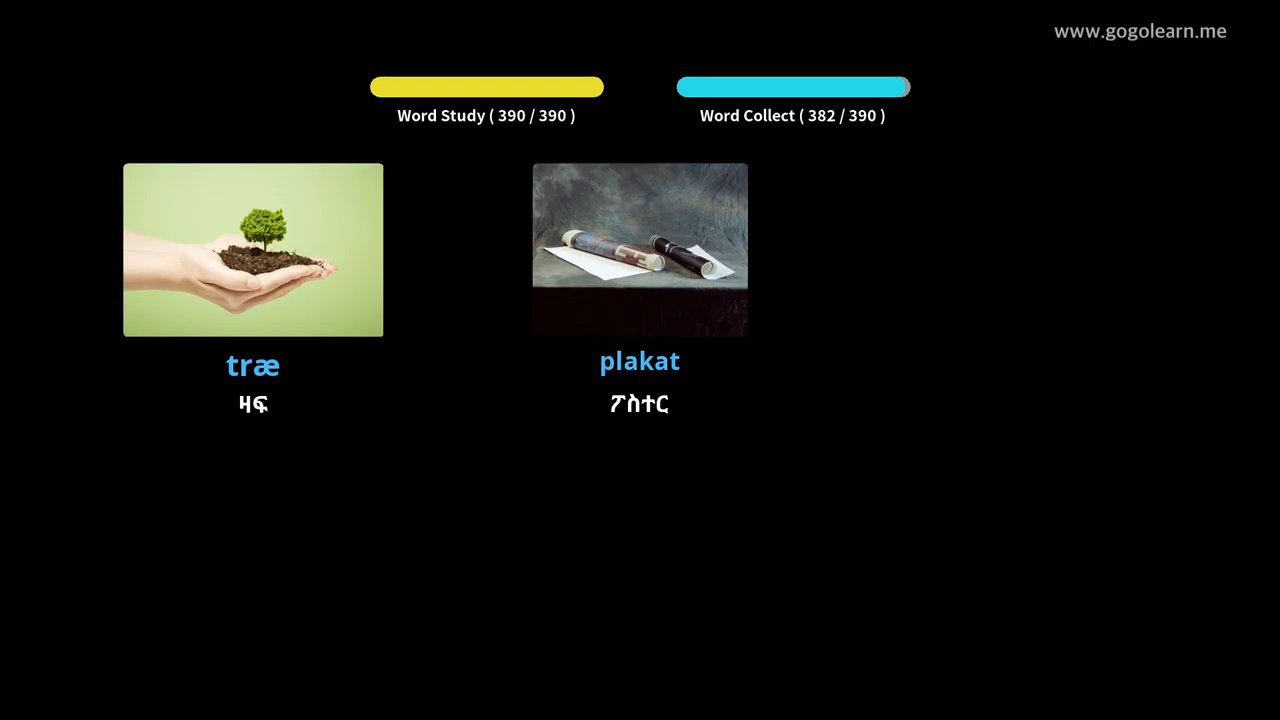 www.gogolearn.me
Word Study ( 390 / 390 )
Word Collect ( 382 / 390 )
træ
ዛፍ
plakat
ፖስተር